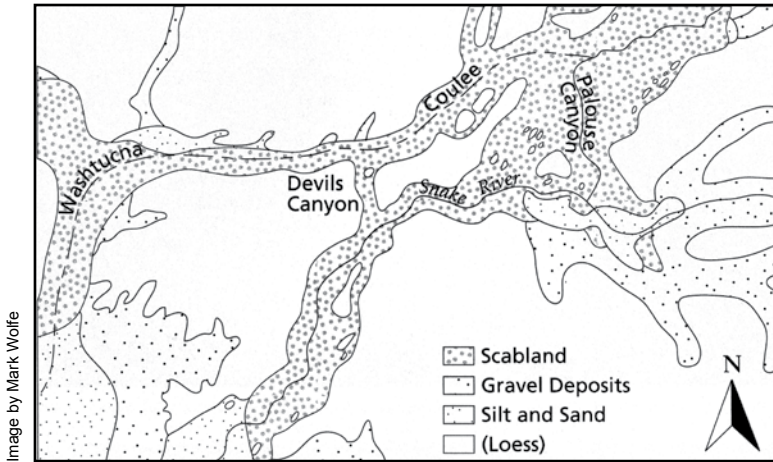 Washtucna
Coulee
Palouse
Canyon
Devils
Canyon
Snake River
Scabland
Gravel Deposits
Silt and Sand
(Loess)
N
Image by Mark Wolfe